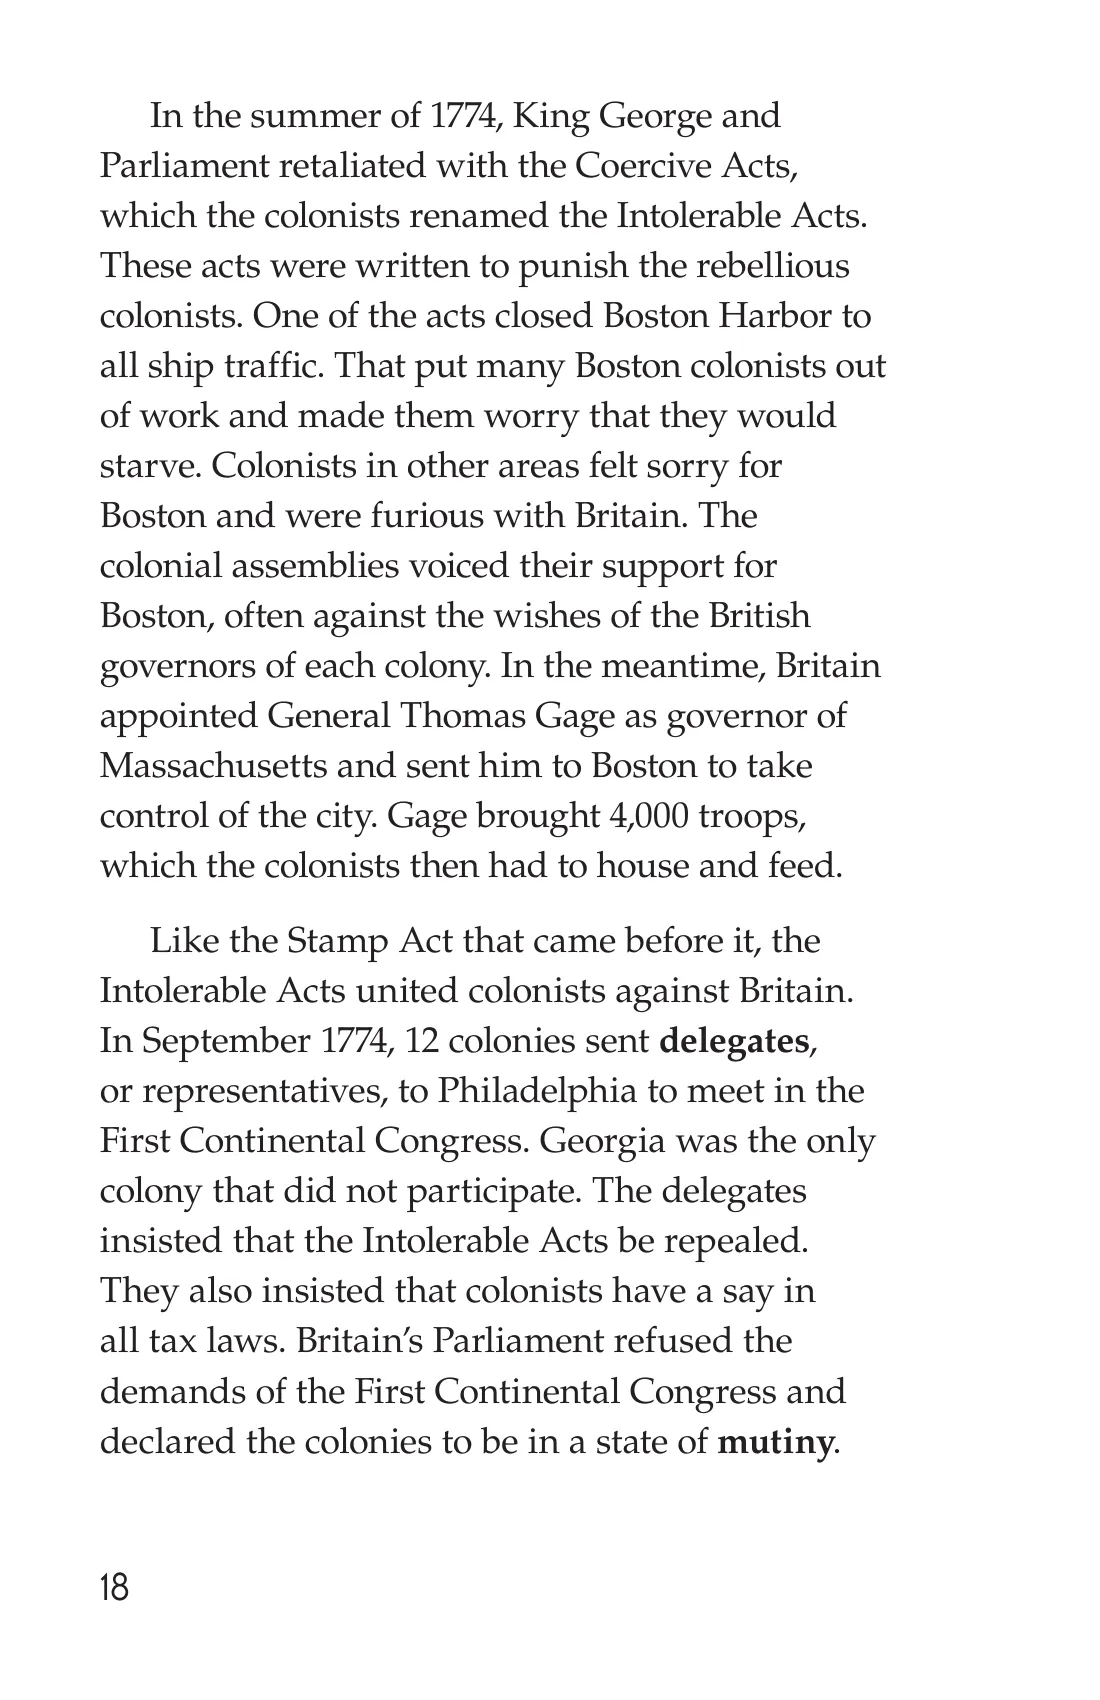 In the summer of 1774, King George and
Parliament retaliated with the Coercive Acts,
which the colonists renamed the Intolerable Acts.
These acts were written to punish the rebellious
colonists. One of the acts closed Boston Harbor to
all ship traffic. That put many Boston colonists out
of work and made them worry that they would
starve. Colonists in other areas felt sorry for
Boston and were furious with Britain. The
colonial assemblies voiced their support for
Boston, often against the wishes of the British
governors of each colony. In the meantime, Britain
appointed General Thomas Gage as governor of
Massachusetts and sent him to Boston to take
control of the city. Gage brought 4,000 troops,
which the colonists then had to house and feed.
Like the Stamp Act that came before it, the
Intolerable Acts united colonists against Britain.
In September 1774, 12 colonies sent delegates,
or representatives, to Philadelphia to meet in the
First Continental Congress. Georgia was the only
colony that did not participate. The delegates
insisted that the Intolerable Acts be repealed.
They also insisted that colonists have a say in
all tax laws. Britain’s Parliament refused the
demands of the First Continental Congress and
declared the colonies to be in a state of mutiny.
18